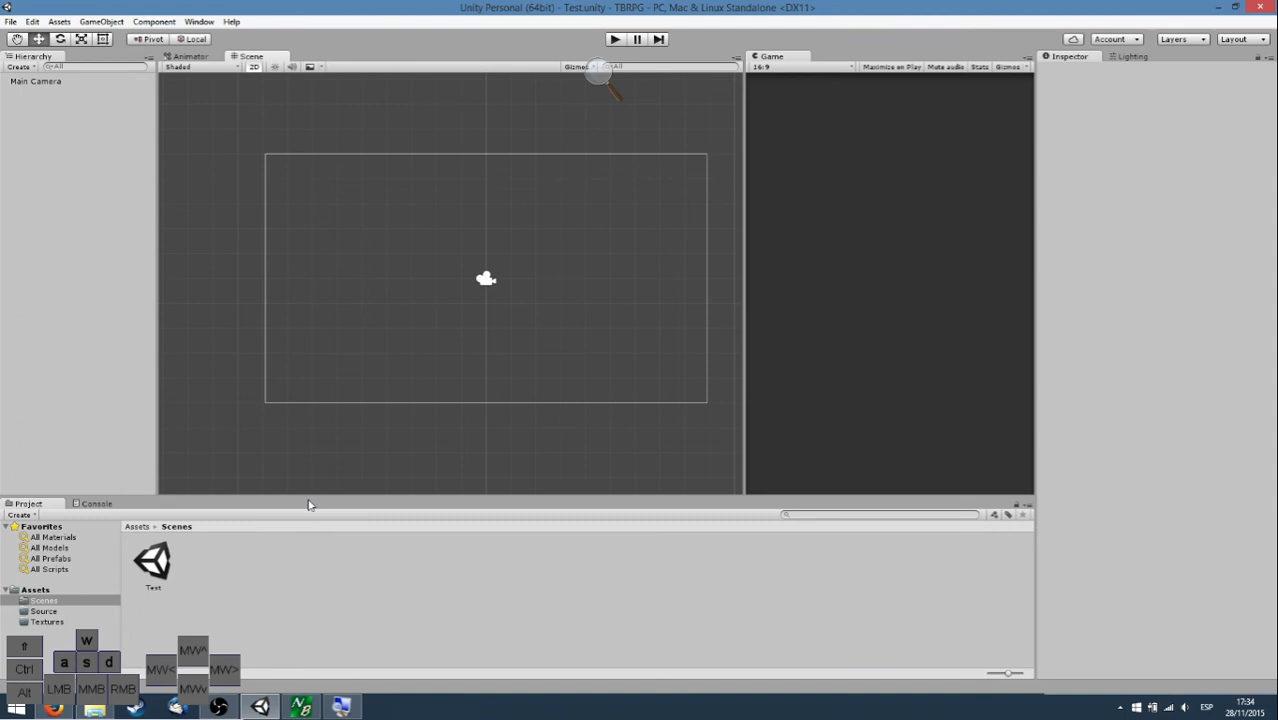 Unity Personal (64bit) - Test.unity - TBRPG - PC, Mac & Linux Standalone <DX11>
File Edit Assets GameObject Component Window Help
Pivot Local Account Layers Layout
Hierarchy Animator Scene Game Inspector Lighting
Create All Shaded 2D Gizmos All 16:9 Maximize on Play Mute audio Stats Gizmos
Main Camera
Project Console
Create
Favorites Assets Scenes
All Materials
All Models
All Prefabs
All Scripts
Test
Assets
Scenes
Source
Textures
w
MW^
Ctrl a s d MW< MW>
Alt LMB MMB RMB MWv
NB
ESP
17:34
28/11/2015